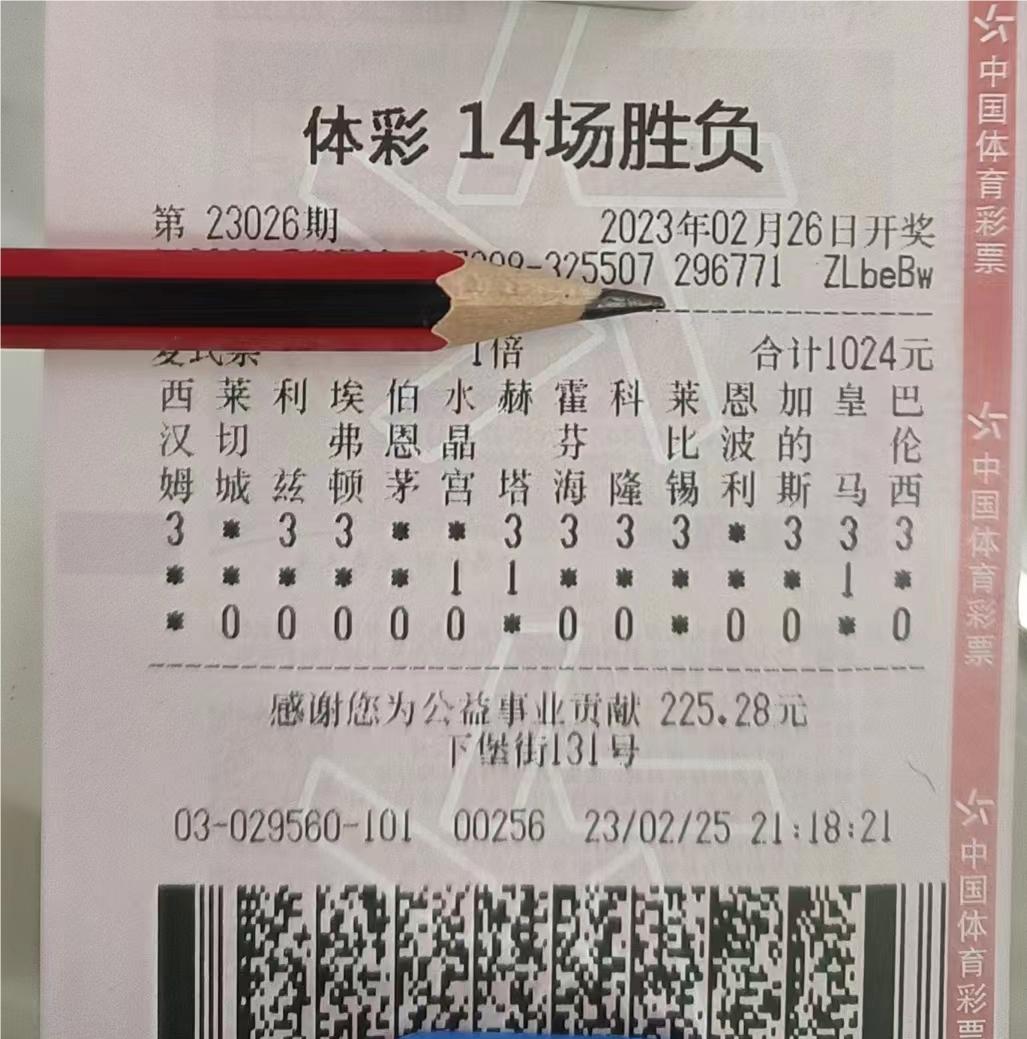 体彩 14场胜负
第 23026期 2023年02月26日开奖
-325507 296771 ZLbeBw
1倍 合计1024元
西 莱 利 埃 伯 水 赫 霍 科 莱 恩 加 皇 巴
汉 切 弗 恩 晶 芬 比 波 的 伦
姆 城 兹 顿 茅 宫 塔 海 隆 锡 利 斯 马 西
3 * 3 3 * * 3 3 3 3 * 3 3 3
* * * * * 1 1 * * * * * 1 *
* 0 0 0 0 0 * 0 0 * 0 0 * 0
感谢您为公益事业贡献 225.28元
下堡街131号
03-029560-101 00256 23/02/25 21:18:21
中国体育彩票
中国体育彩票
中国体育彩票